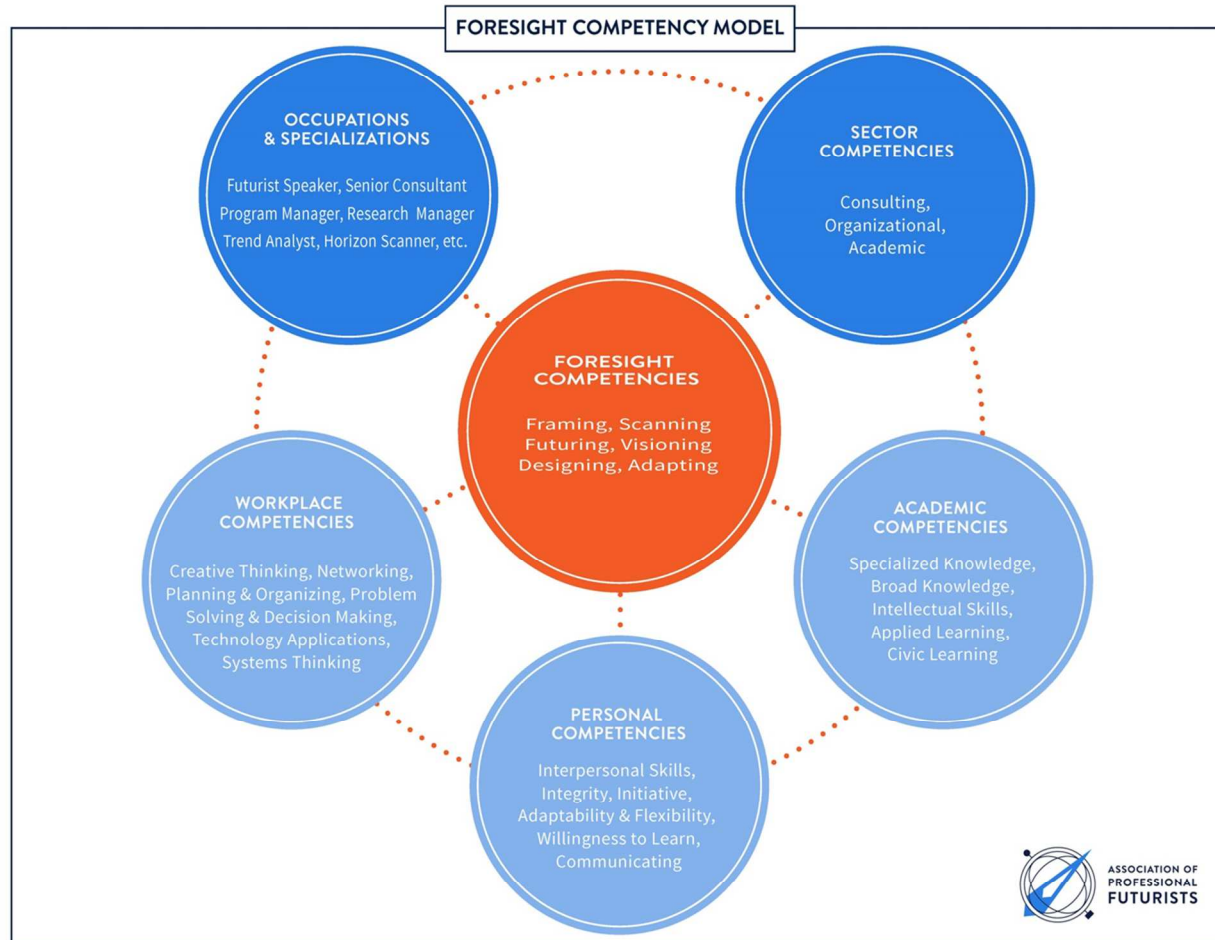 FORESIGHT COMPETENCY MODEL
OCCUPATIONS
& SPECIALIZATIONS
Futurist Speaker, Senior Consultant
Program Manager, Research Manager
Trend Analyst, Horizon Scanner, etc.
SECTOR
COMPETENCIES
Consulting,
Organizational,
Academic
FORESIGHT
COMPETENCIES
Framing, Scanning
Futuring, Visioning
Designing, Adapting
WORKPLACE
COMPETENCIES
Creative Thinking, Networking,
Planning & Organizing, Problem
Solving & Decision Making,
Technology Applications,
Systems Thinking
ACADEMIC
COMPETENCIES
Specialized Knowledge,
Broad Knowledge,
Intellectual Skills,
Applied Learning,
Civic Learning
PERSONAL
COMPETENCIES
Interpersonal Skills,
Integrity, Initiative,
Adaptability & Flexibility,
Willingness to Learn,
Communicating
ASSOCIATION OF
PROFESSIONAL
FUTURISTS